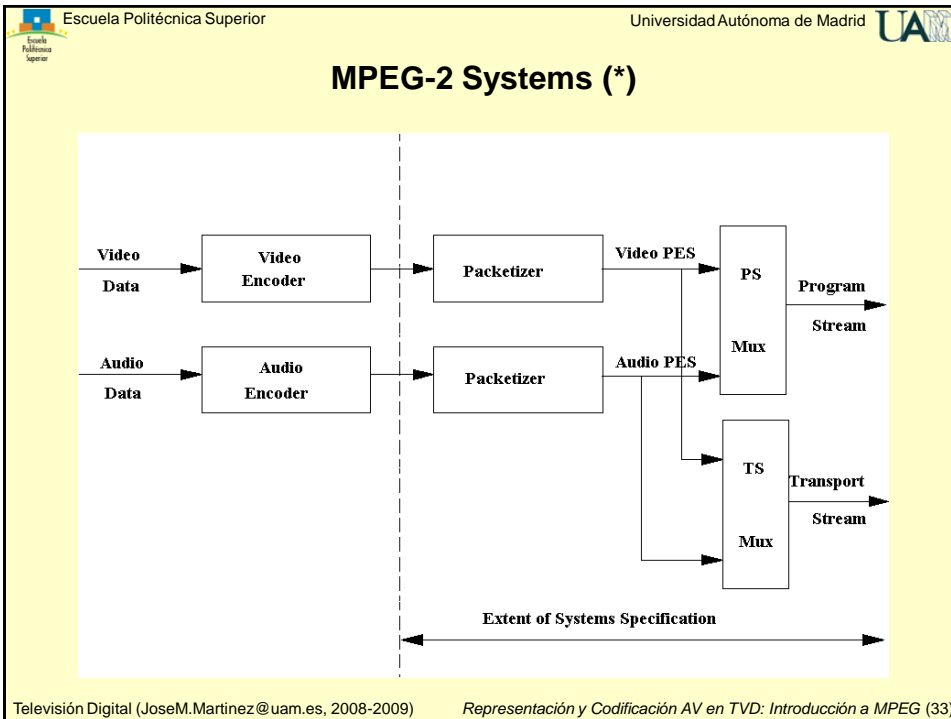 Escuela Politécnica Superior
Universidad Autónoma de Madrid
UAM
Escuela
Politécnica
Superior
MPEG-2 Systems (*)
Video
Data
Video
Encoder
Packetizer
Video PES
PS
Mux
Program
Stream
Audio
Data
Audio
Encoder
Packetizer
Audio PES
TS
Mux
Transport
Stream
Extent of Systems Specification
Televisión Digital (JoseM.Martinez@uam.es, 2008-2009)
Representación y Codificación AV en TVD: Introducción a MPEG (33)